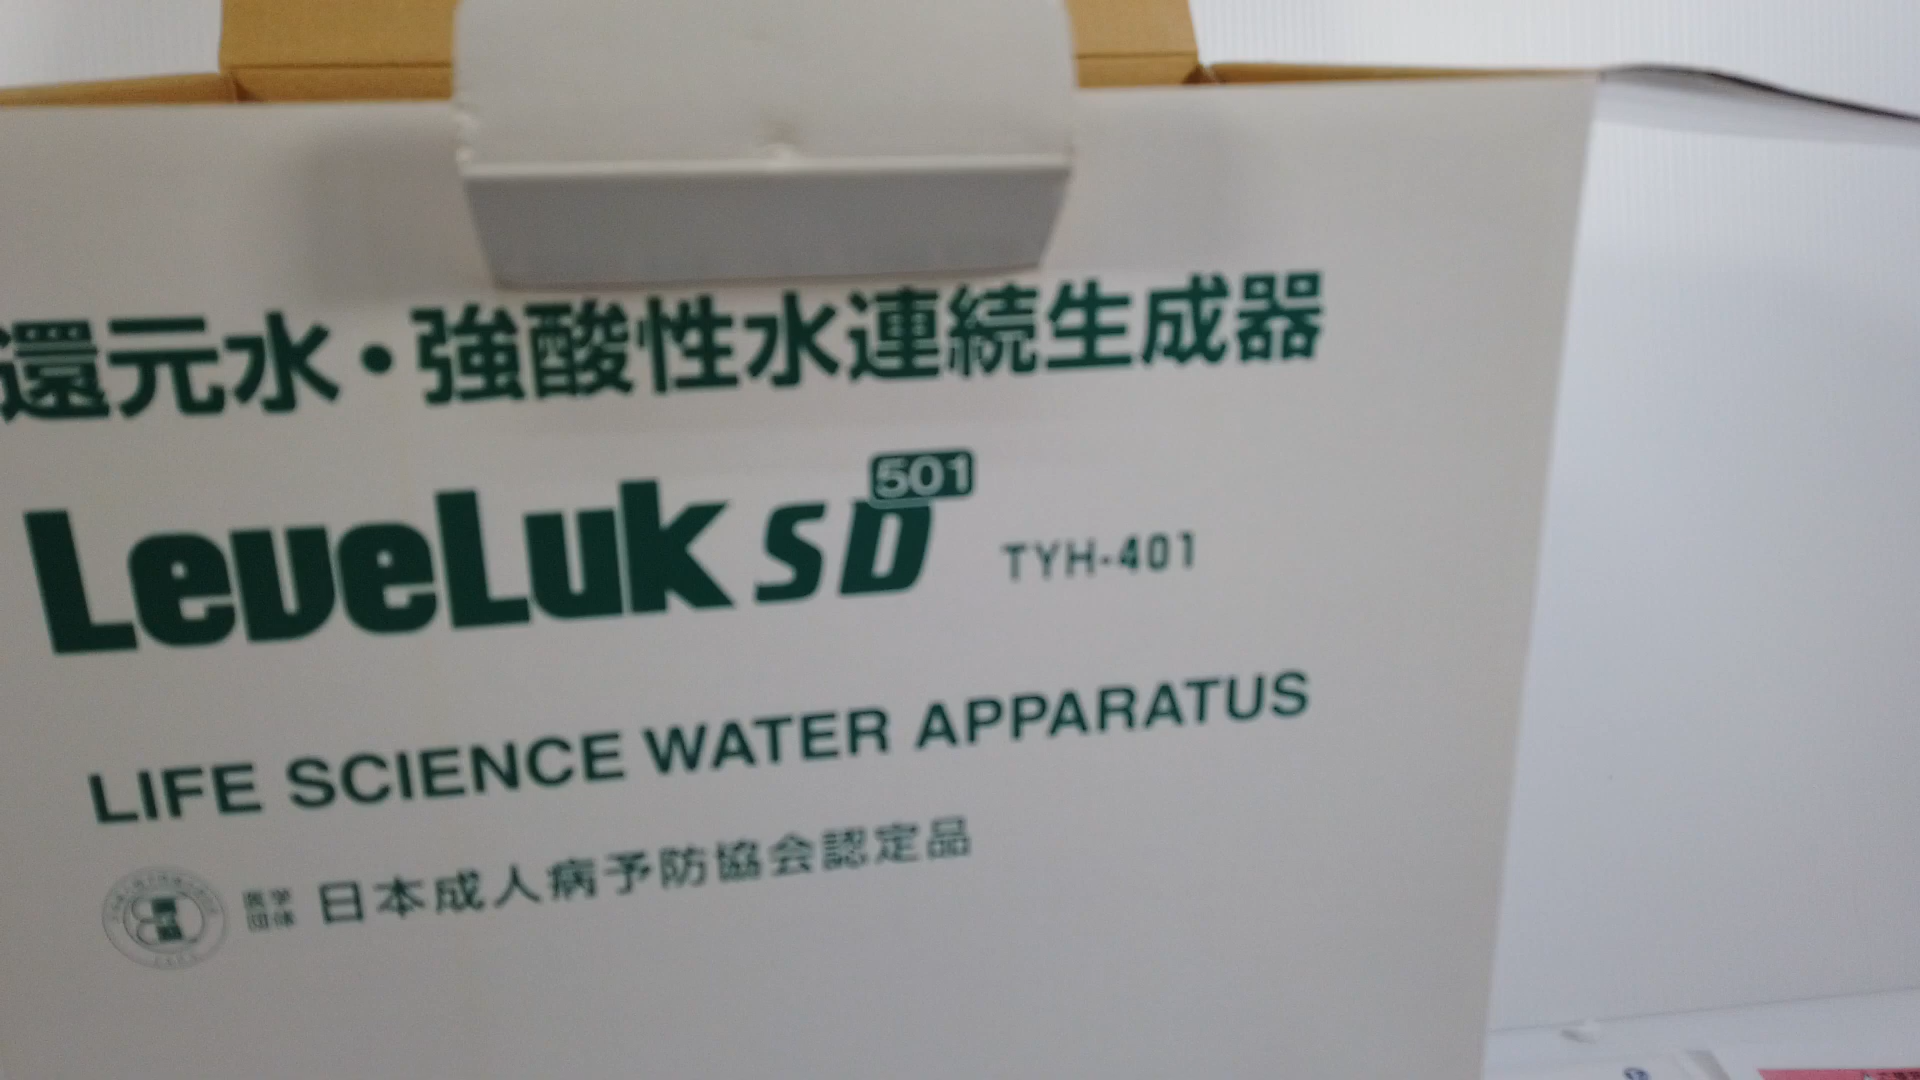 還元水・強酸性水連続生成器
LeveLuk SD 501 TYH-401
LIFE SCIENCE WATER APPARATUS
医学団体 日本成人病予防協会認定品